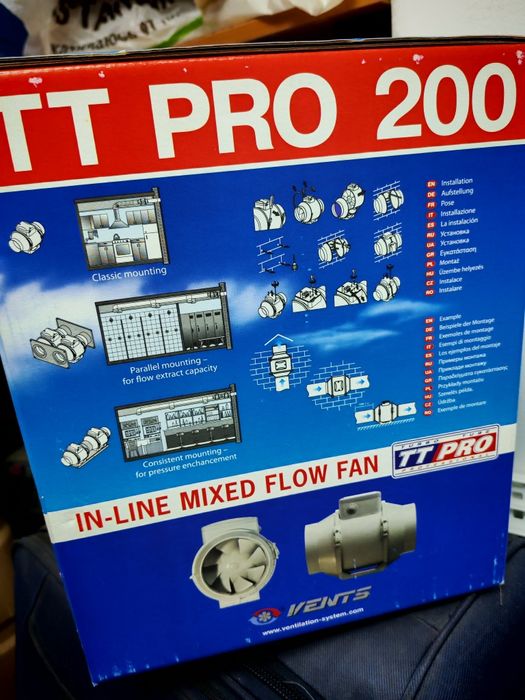 TT PRO 200
Classic mounting
Parallel mounting –
for flow extract capacity
Consistent mounting –
for pressure enchancement
EN Installation
DE Aufstellung
FR Pose
IT Installazione
ES La instalación
RU Установка
UA Установка
GR Εγκατάσταση
PL Montaż
HU Üzembe helyezés
CZ Instalace
RO Instalare
EN Example
DE Beispiele der Montage
FR Exemples de montage
IT Esempi di montaggio
ES Los ejemplos del montaje
RU Примеры монтажа
UA Приклади монтажу
GR Παραδείγματα εγκατάστασης
PL Przykłady montażu
HU Szerelés példa.
CZ Údržba
RO Exemple de montare
IN-LINE MIXED FLOW FAN
TURBO TUBE
TT PRO
PROFESSIONAL
VENTS
www.ventilation-system.com